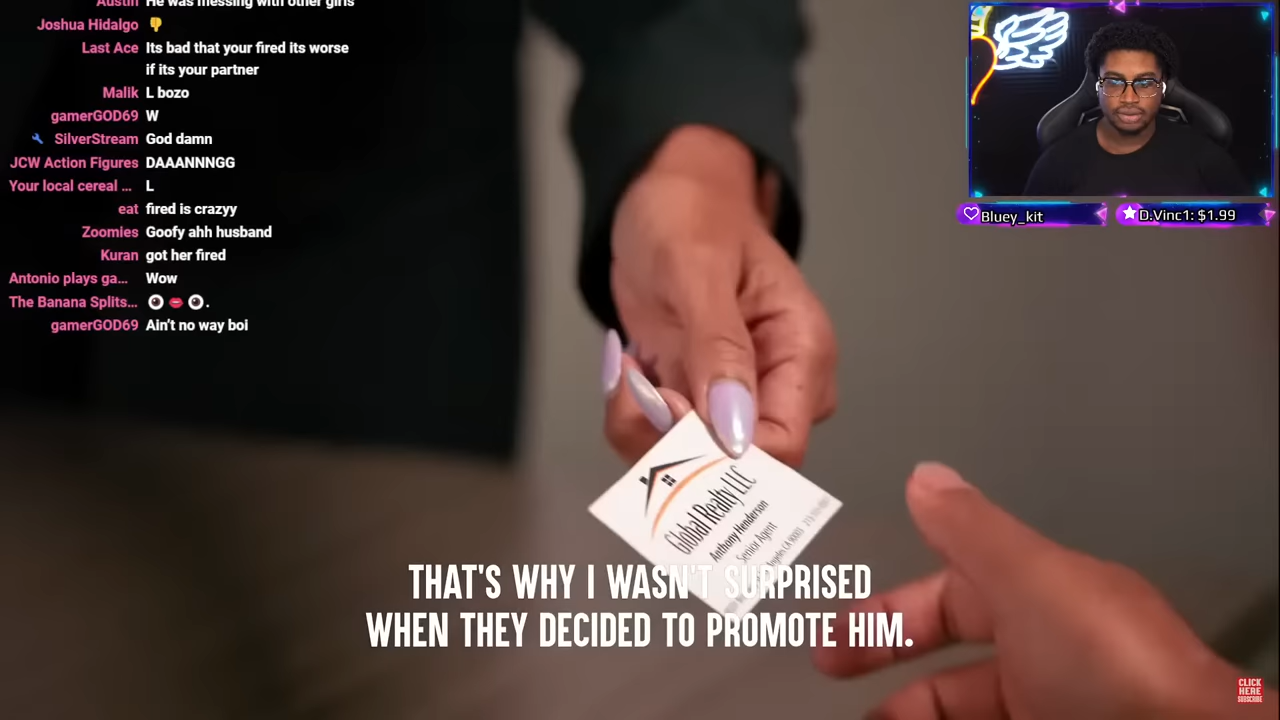 Austin He was messing with other girls
Joshua Hidalgo 👎
Last Ace Its bad that your fired its worse
if its your partner
Malik L bozo
gamerGOD69 W
SilverStream God damn
JCW Action Figures DAAANNNGG
Your local cereal ... L
eat fired is crazyy
Zoomies Goofy ahh husband
Kuran got her fired
Antonio plays ga... Wow
The Banana Splits... 👁👄👁.
gamerGOD69 Ain't no way boi
Bluey_kit
D.Vinc1: $1.99
Global Realty LLC
Anthony Henderson
Senior Agent
Angeles, CA 90003
THAT'S WHY I WASN'T SURPRISED
WHEN THEY DECIDED TO PROMOTE HIM.
CLICK
HERE
SUBSCRIBE